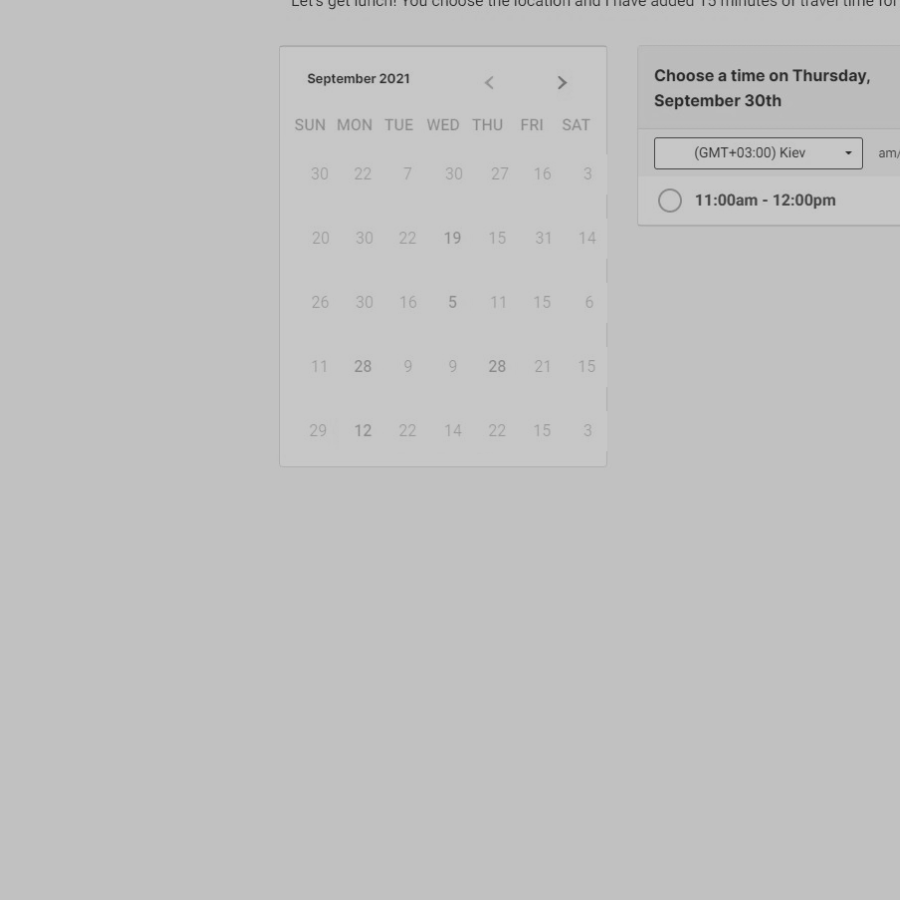 Let's get lunch! You choose the location and I have added 15 minutes of travel time for
September 2021
SUN MON TUE WED THU FRI SAT
30 22 7 30 27 16 3
20 30 22 19 15 31 14
26 30 16 5 11 15 6
11 28 9 9 28 21 15
29 12 22 14 22 15 3
Choose a time on Thursday,
September 30th
(GMT+03:00) Kiev am/
11:00am - 12:00pm